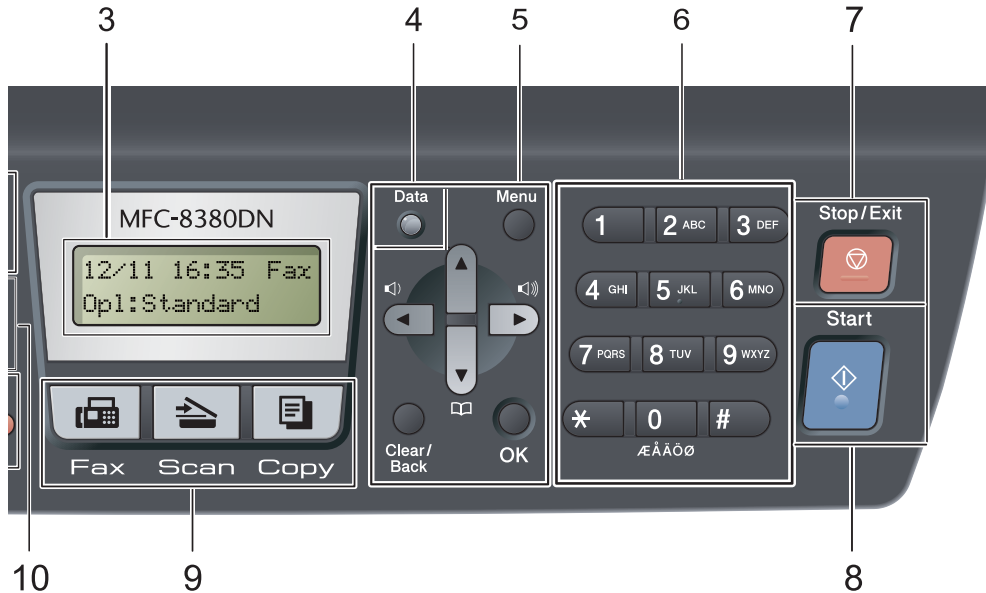 3 4 5 6 7
MFC-8380DN
12/11 16:35 Fax
Opl:Standard
Data
Menu
Clear/
Back
OK
1 2 ABC 3 DEF
4 GHI 5 JKL 6 MNO
7 PQRS 8 TUV 9 WXYZ
* 0 #
ÆÅÄÖØ
Stop/Exit
Start
Fax Scan Copy
10 9 8